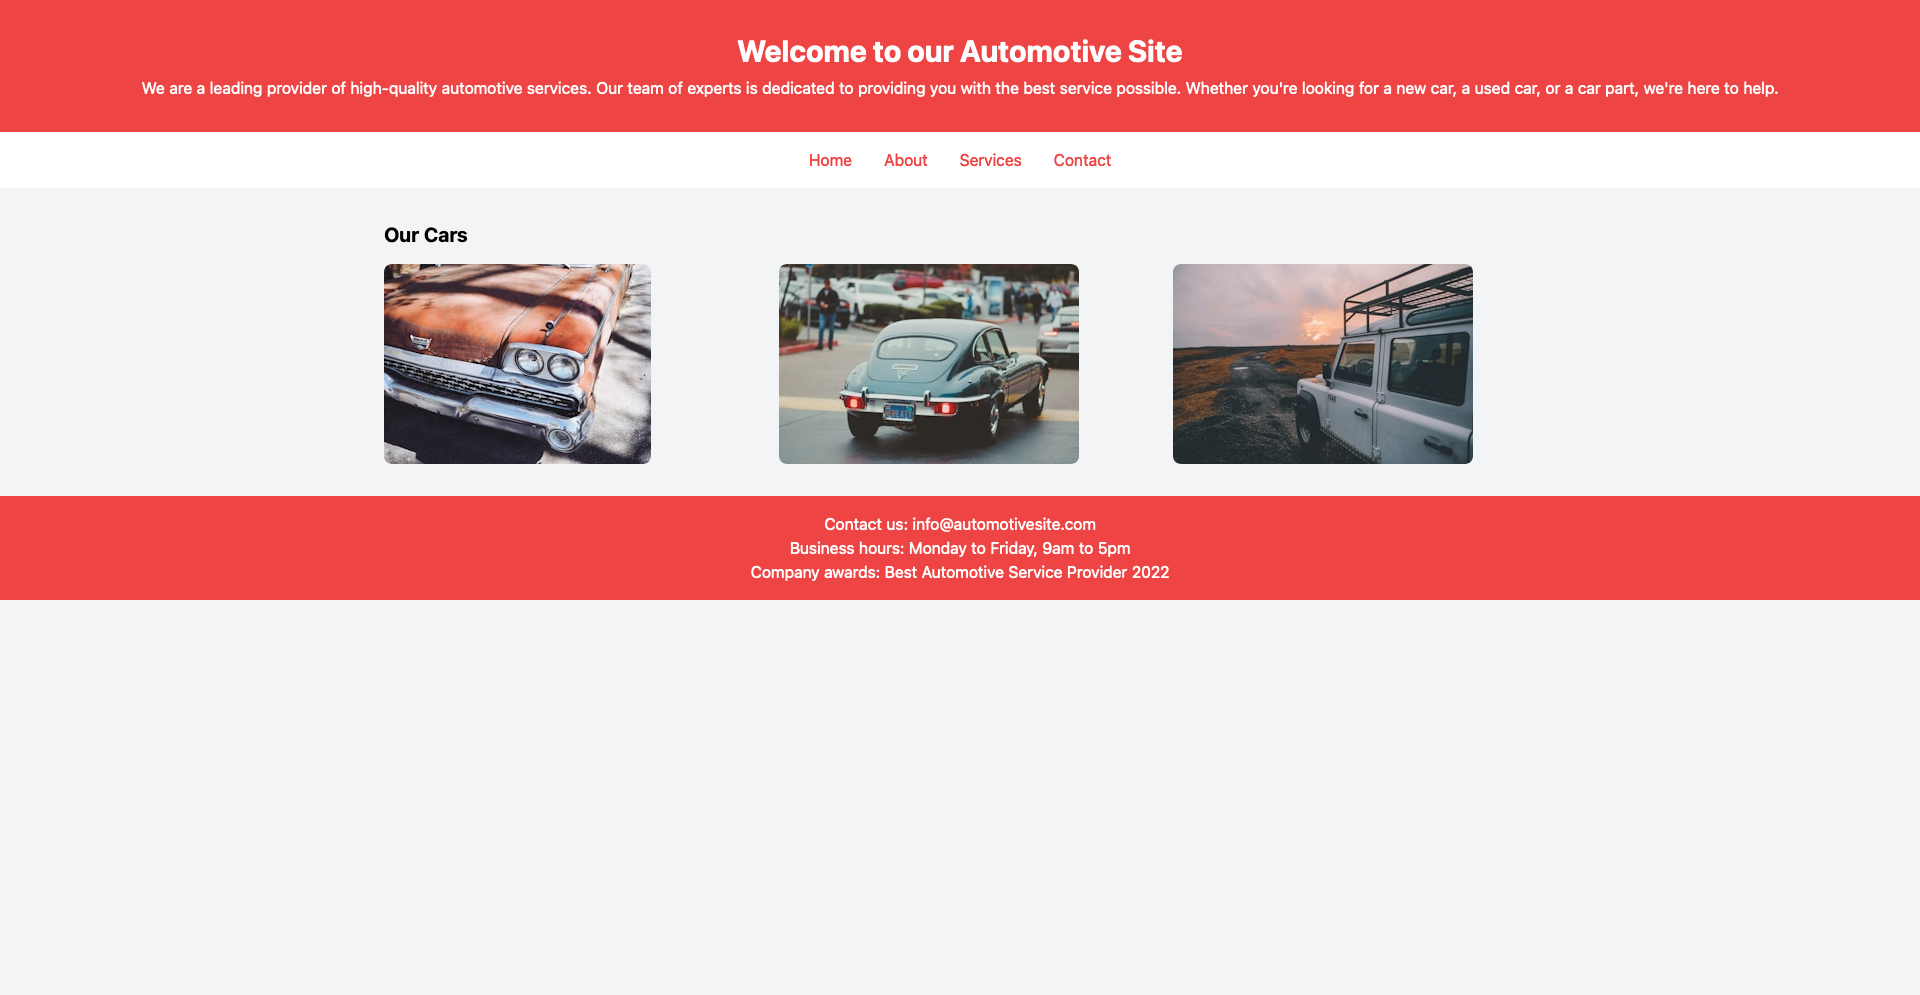 Welcome to our Automotive Site
We are a leading provider of high-quality automotive services. Our team of experts is dedicated to providing you with the best service possible. Whether you're looking for a new car, a used car, or a car part, we're here to help.
Home About Services Contact
Our Cars
Contact us: info@automotivesite.com
Business hours: Monday to Friday, 9am to 5pm
Company awards: Best Automotive Service Provider 2022